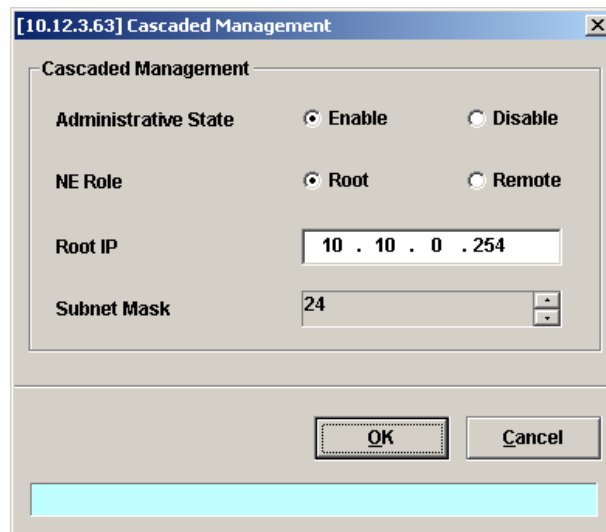 [10.12.3.63] Cascaded Management
Cascaded Management
Administrative State Enable Disable
NE Role Root Remote
Root IP 10 . 10 . 0 . 254
Subnet Mask 24
OK Cancel